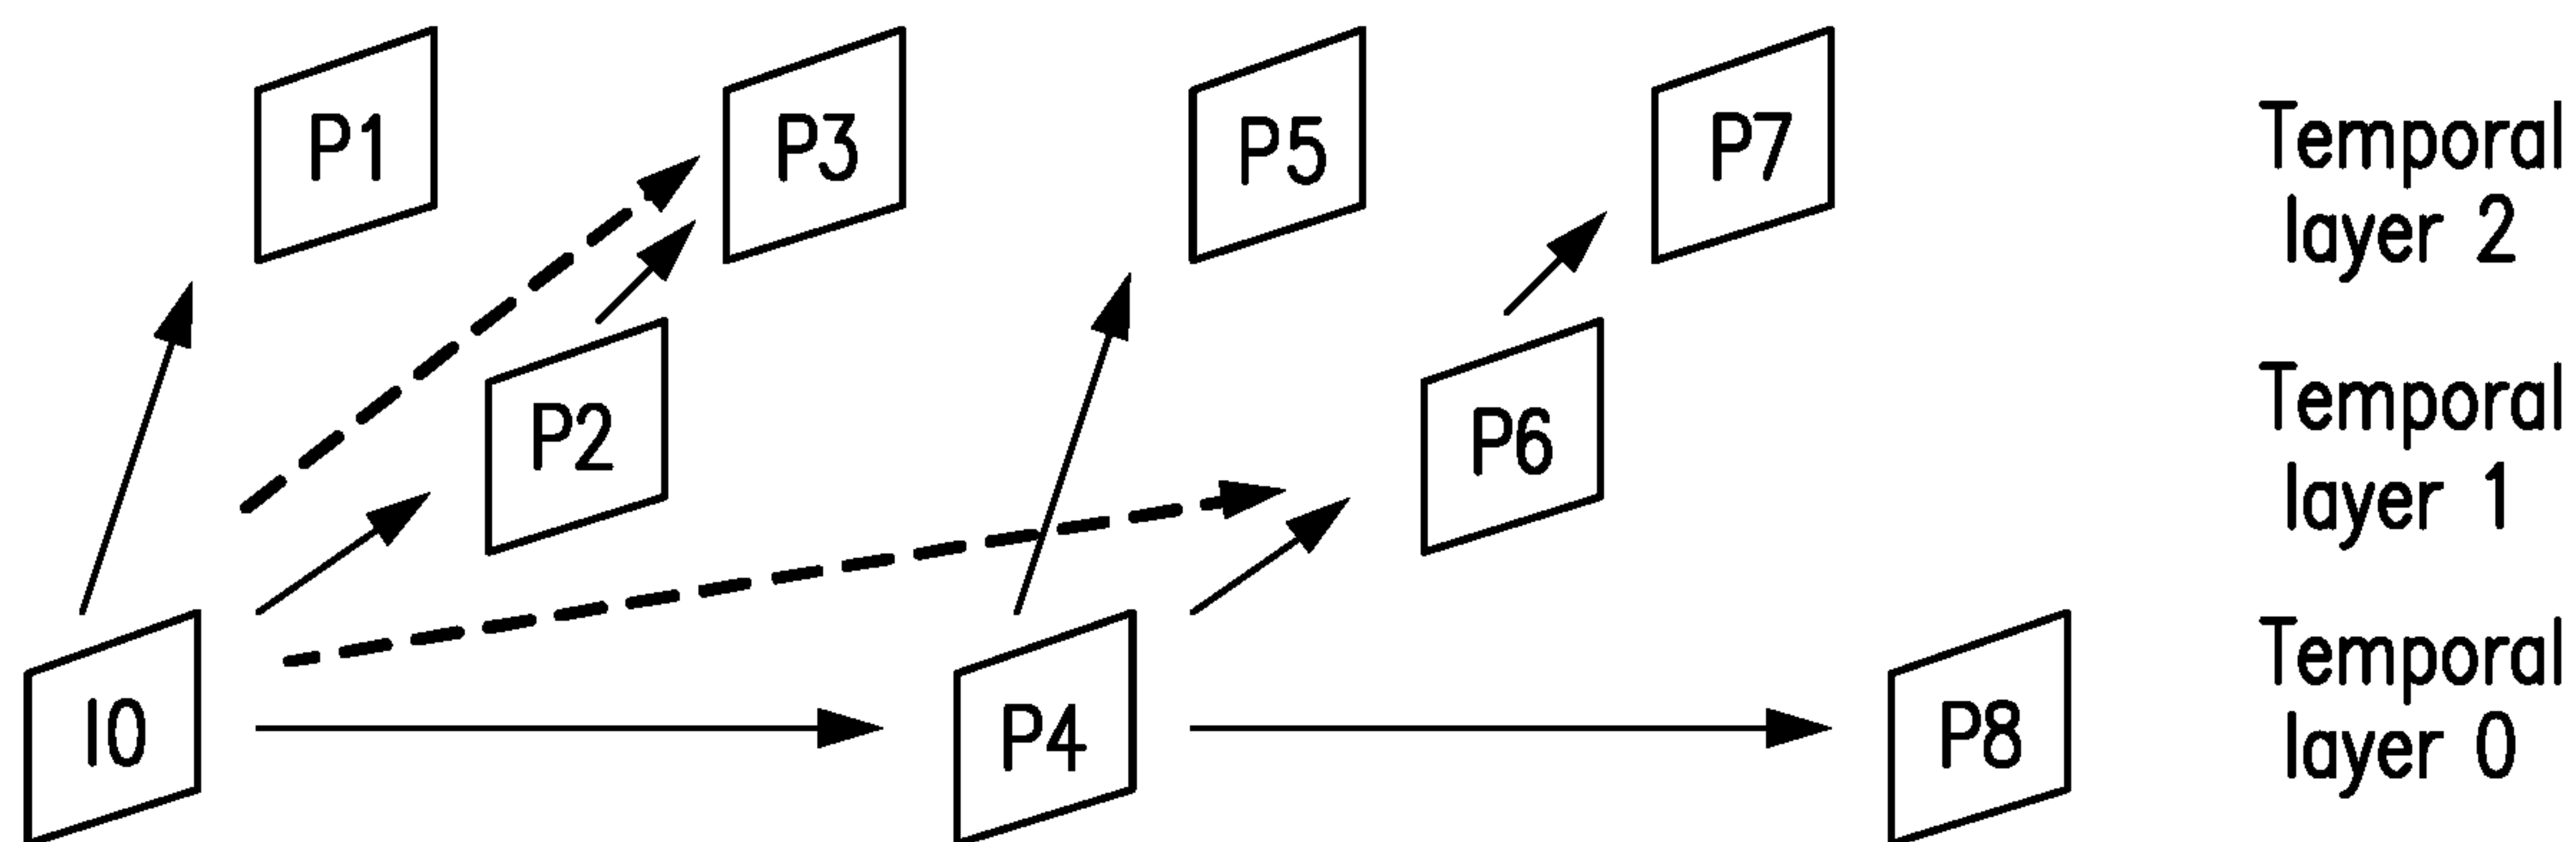 P1
P3
P5
P7
Temporal
layer 2
P2
P6
Temporal
layer 1
I0
P4
P8
Temporal
layer 0